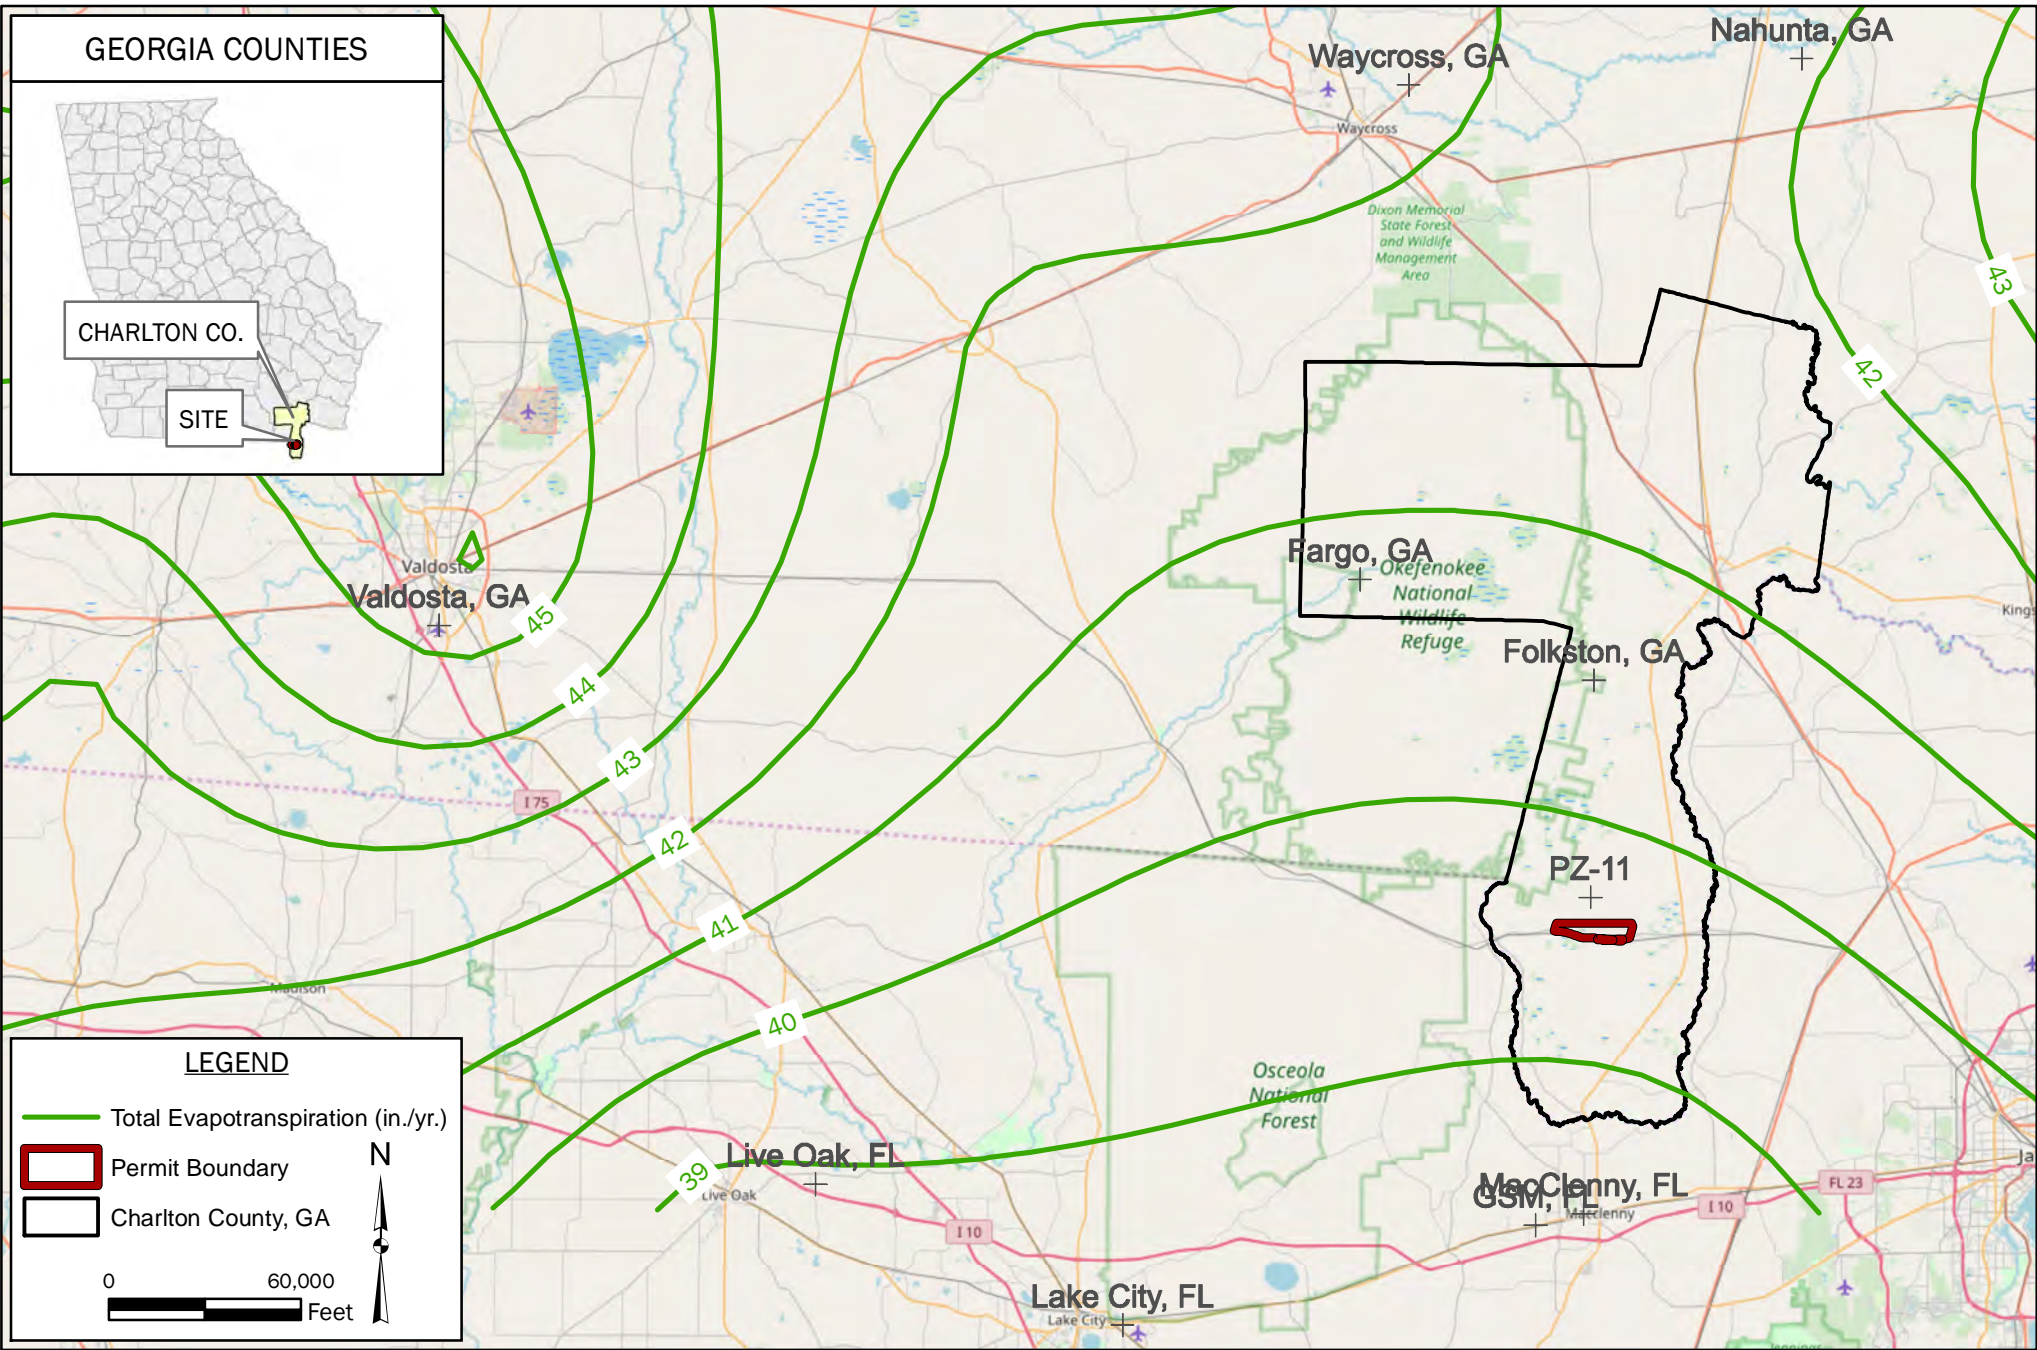 GEORGIA COUNTIES
CHARLTON CO.
SITE
Waycross, GA
Nahunta, GA
Waycross
Dixon Memorial
State Forest
and Wildlife
Management
Area
43
42
Fargo, GA
Okefenokee
National
Wildlife
Refuge
Valdosta
Valdosta, GA
45
44
43
42
41
40
39
Folkston, GA
Kings
I 75
PZ-11
Madison
Osceola
National
Forest
Live Oak, FL
Live Oak
MacClenny, FL
GSM, FL
Macclenny
FL 23
I 10
I 10
Ja
Lake City, FL
Lake City
Jennings
LEGEND
Total Evapotranspiration (in./yr.)
Permit Boundary
Charlton County, GA
N
0 60,000
Feet